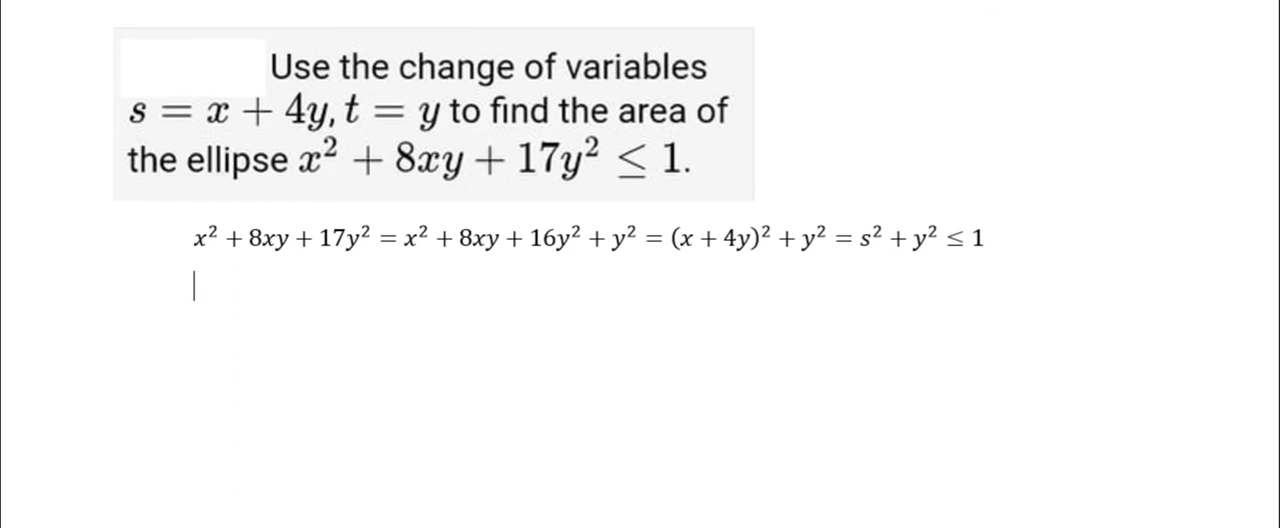 Use the change of variables
s = x + 4y, t = y to find the area of
the ellipse x² + 8xy + 17y² ≤ 1.
x² + 8xy + 17y² = x² + 8xy + 16y² + y² = (x + 4y)² + y² = s² + y² ≤ 1